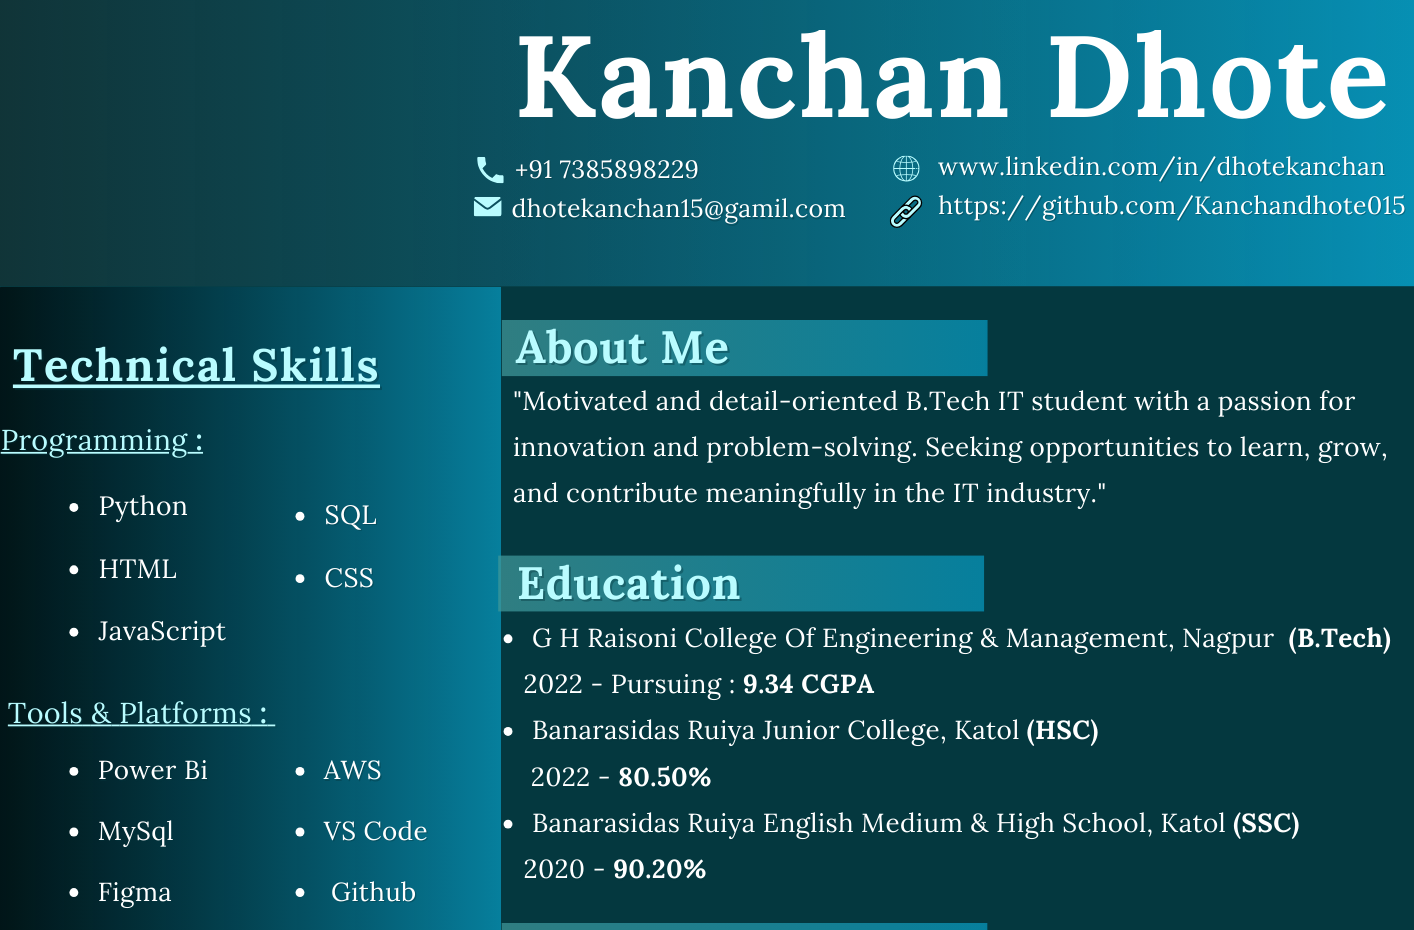 Kanchan Dhote
+91 7385898229
www.linkedin.com/in/dhotekanchan
dhotekanchan15@gamil.com
https://github.com/Kanchandhote015
Technical Skills
Programming :
• Python
• SQL
• HTML
• CSS
• JavaScript
Tools & Platforms :
• Power Bi
• AWS
• MySql
• VS Code
• Figma
• Github
About Me
"Motivated and detail-oriented B.Tech IT student with a passion for
innovation and problem-solving. Seeking opportunities to learn, grow,
and contribute meaningfully in the IT industry."
Education
• G H Raisoni College Of Engineering & Management, Nagpur (B.Tech)
2022 - Pursuing : 9.34 CGPA
• Banarasidas Ruiya Junior College, Katol (HSC)
2022 - 80.50%
• Banarasidas Ruiya English Medium & High School, Katol (SSC)
2020 - 90.20%